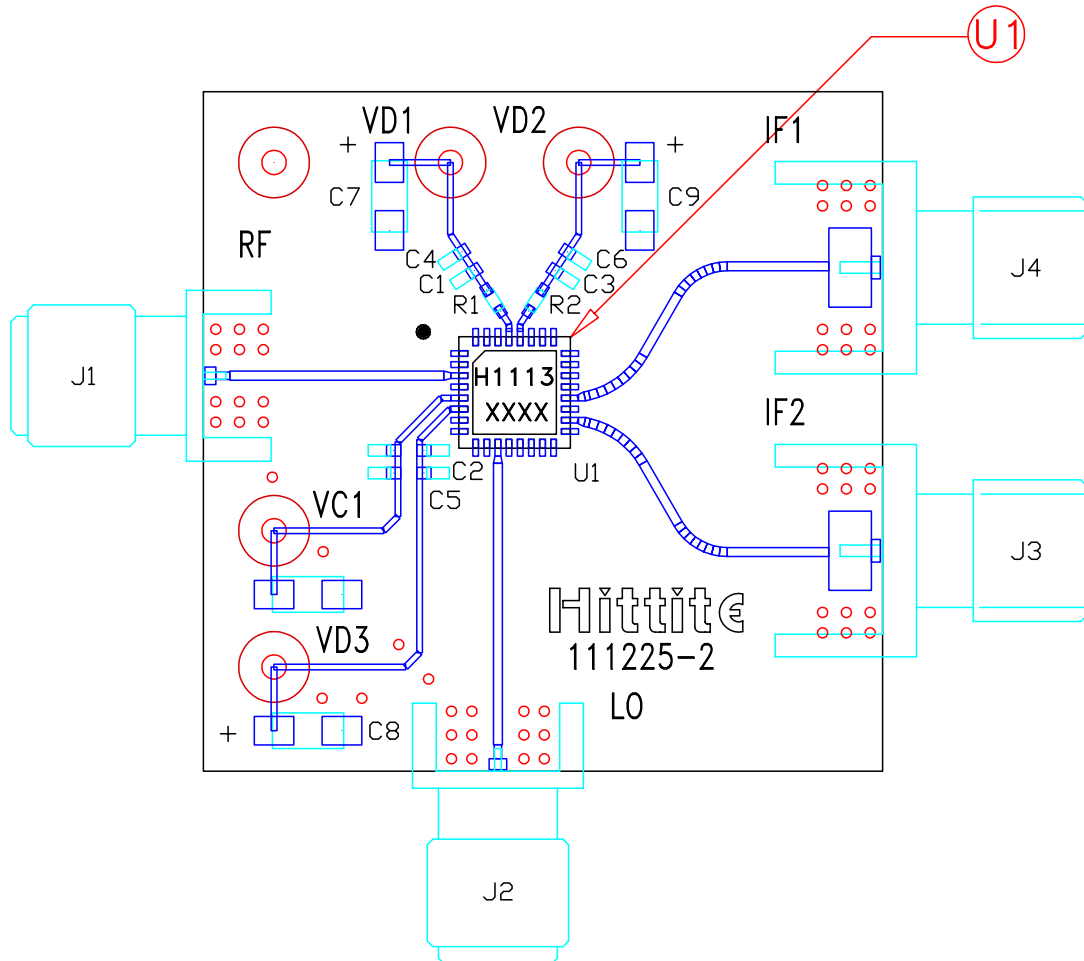 U1
VD1
VD2
IF1
+
+
C7
C9
RF
C4
C6
C1
C3
J4
R1
R2
J1
H1113
XXXX
IF2
C2
U1
C5
VC1
J3
Hittite
VD3
111225-2
LO
+
C8
J2